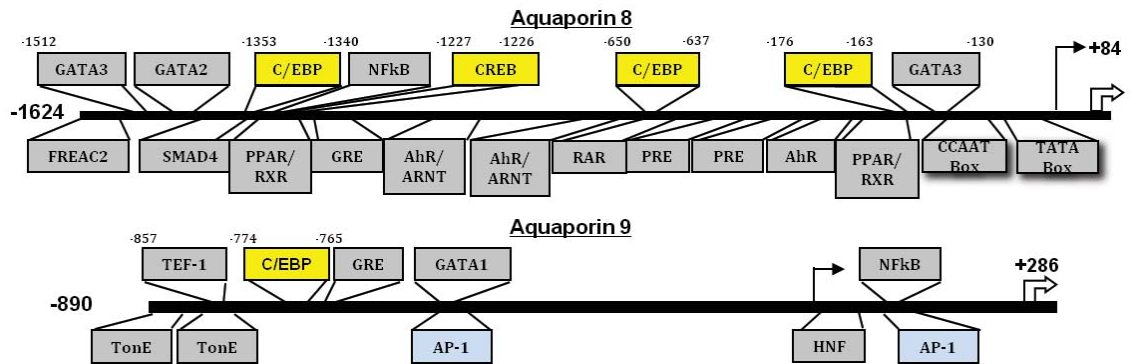 Aquaporin 8
-1512 -1353 -1340 -1227 -1226 -650 -637 -176 -163 -130
GATA3 GATA2 C/EBP NFkB CREB C/EBP C/EBP GATA3 +84
-1624
FREAC2 SMAD4 PPAR/ RXR GRE AhR/ ARNT AhR/ ARNT RAR PRE PRE AhR PPAR/ RXR CCAAT Box TATA Box
Aquaporin 9
-857 -774 -765
TEF-1 C/EBP GRE GATA1 NFkB +286
-890
TonE TonE AP-1 HNF AP-1